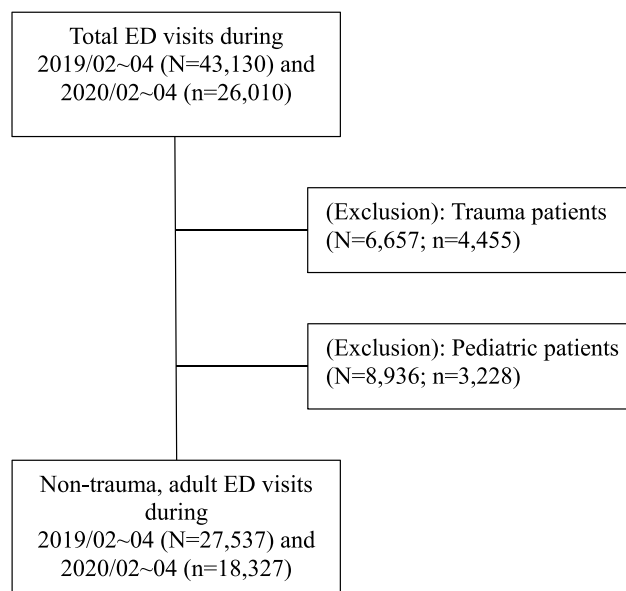 Total ED visits during
2019/02~04 (N=43,130) and
2020/02~04 (n=26,010)
(Exclusion): Trauma patients
(N=6,657; n=4,455)
(Exclusion): Pediatric patients
(N=8,936; n=3,228)
Non-trauma, adult ED visits
during
2019/02~04 (N=27,537) and
2020/02~04 (n=18,327)